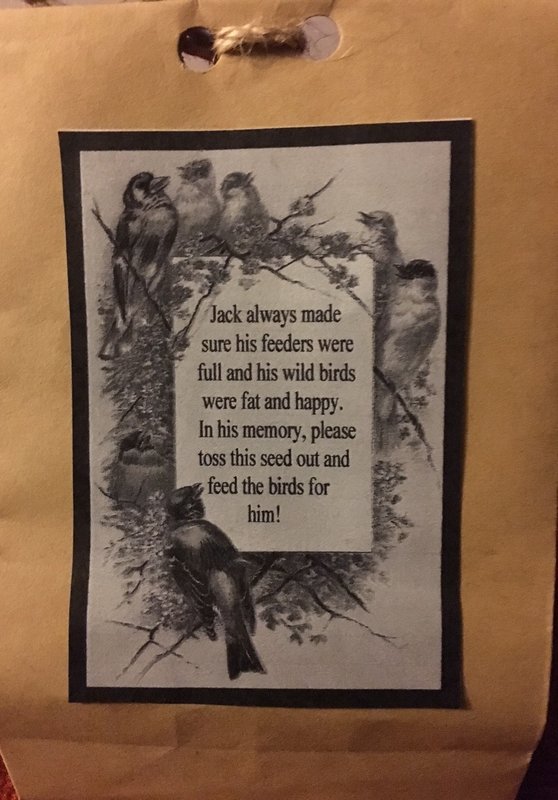 Jack always made
sure his feeders were
full and his wild birds
were fat and happy.
In his memory, please
toss this seed out and
feed the birds for
him!